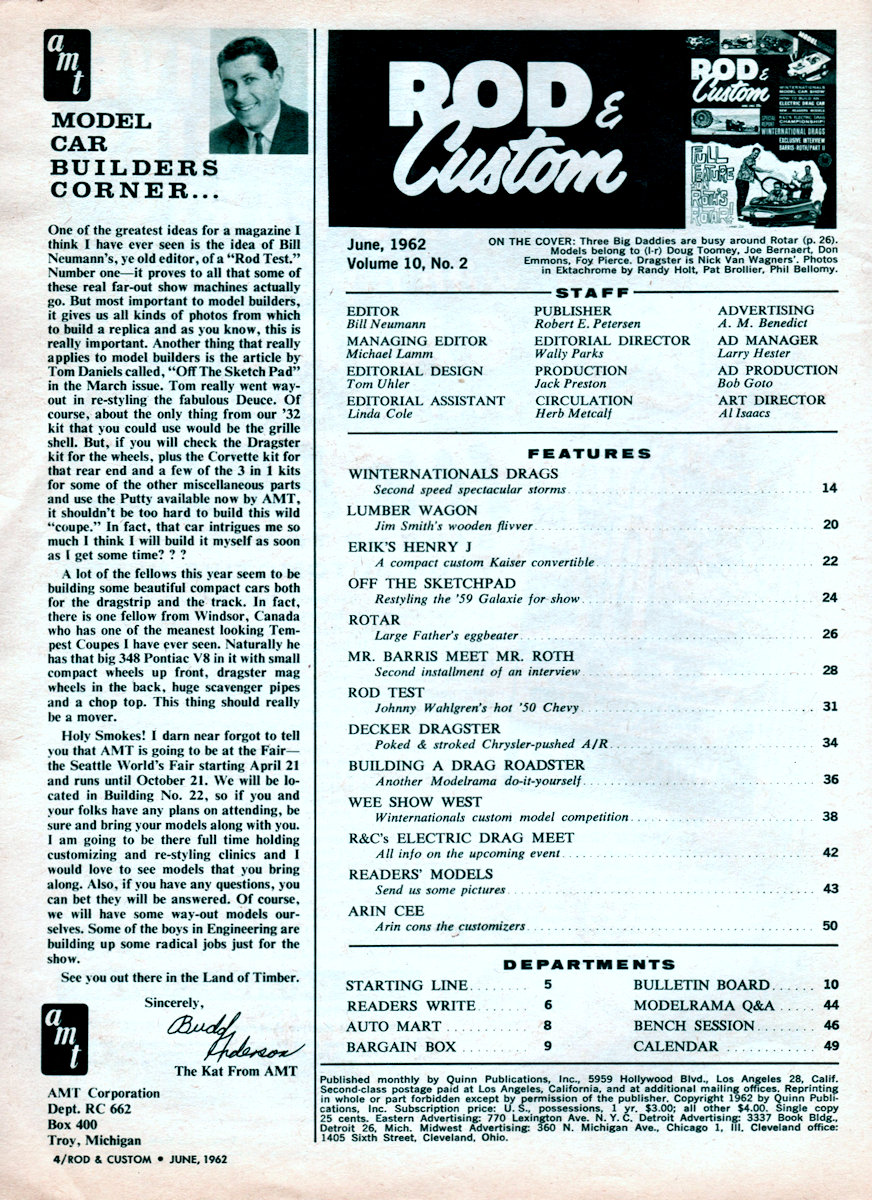 amt
MODEL
CAR
BUILDERS
CORNER...
One of the greatest ideas for a magazine I
think I have ever seen is the idea of Bill
Neumann's, ye old editor, of a “Rod Test.”
Number one—it proves to all that some of
these real far-out show machines actually
go. But most important to model builders,
it gives us all kinds of photos from which
to build a replica and as you know, this is
really important. Another thing that really
applies to model builders is the article by
Tom Daniels called, “Off The Sketch Pad”
in the March issue. Tom really went way-
out in re-styling the fabulous Deuce. Of
course, about the only thing from our '32
kit that you could use would be the grille
shell. But, if you will check the Dragster
kit for the wheels, plus the Corvette kit for
that rear end and a few of the 3 in 1 kits
for some of the other miscellaneous parts
and use the Putty available now by AMT,
it shouldn't be too hard to build this wild
“coupe.” In fact, that car intrigues me so
much I think I will build it myself as soon
as I get some time? ? ?
A lot of the fellows this year seem to be
building some beautiful compact cars both
for the dragstrip and the track. In fact,
there is one fellow from Windsor, Canada
who has one of the meanest looking Tem-
pest Coupes I have ever seen. Naturally he
has that big 348 Pontiac V8 in it with small
compact wheels up front, dragster mag
wheels in the back, huge scavenger pipes
and a chop top. This thing should really
be a mover.
Holy Smokes! I darn near forgot to tell
you that AMT is going to be at the Fair—
the Seattle World's Fair starting April 21
and runs until October 21. We will be lo-
cated in Building No. 22, so if you and
your folks have any plans on attending, be
sure and bring your models along with you.
I am going to be there full time holding
customizing and re-styling clinics and I
would love to see models that you bring
along. Also, if you have any questions, you
can bet they will be answered. Of course,
we will have some way-out models our-
selves. Some of the boys in Engineering are
building up some radical jobs just for the
show.
See you out there in the Land of Timber.
Sincerely,
Budd
Anderson
The Kat From AMT
amt
AMT Corporation
Dept. RC 662
Box 400
Troy, Michigan
4/ROD & CUSTOM • JUNE, 1962
ROD &
Custom
MODEL
ROD &
Custom
WINTERNATIONALS
MODEL CAR SHOW
HOW TO BUILD AN
ELECTRIC DRAG CAR
NEW READERS MODELS
R&C'S ELECTRIC DRAG
CHAMPIONSHIP!
SPECIAL
REPORT
WINTERNATIONAL DRAGS
EXCLUSIVE INTERVIEW
BARRIS-ROTH/PART II
FULL
FEATURE
ROTH'S
ROTAR!
June, 1962
Volume 10, No. 2
ON THE COVER: Three Big Daddies are busy around Rotar (p. 26).
Models belong to (l-r) Doug Toomey, Joe Bernaert, Don
Emmons, Foy Pierce. Dragster is Nick Van Wagners'. Photos
in Ektachrome by Randy Holt, Pat Brollier, Phil Bellomy.
STAFF
EDITOR PUBLISHER ADVERTISING
Bill Neumann Robert E. Petersen A. M. Benedict
MANAGING EDITOR EDITORIAL DIRECTOR AD MANAGER
Michael Lamm Wally Parks Larry Hester
EDITORIAL DESIGN PRODUCTION AD PRODUCTION
Tom Uhler Jack Preston Bob Goto
EDITORIAL ASSISTANT CIRCULATION ART DIRECTOR
Linda Cole Herb Metcalf Al Isaacs
FEATURES
WINTERNATIONALS DRAGS
Second speed spectacular storms 14
LUMBER WAGON
Jim Smith's wooden flivver 20
ERIK'S HENRY J
A compact custom Kaiser convertible 22
OFF THE SKETCHPAD
Restyling the '59 Galaxie for show 24
ROTAR
Large Father's eggbeater 26
MR. BARRIS MEET MR. ROTH
Second installment of an interview 28
ROD TEST
Johnny Wahlgren's hot '50 Chevy 31
DECKER DRAGSTER
Poked & stroked Chrysler-pushed A/R 34
BUILDING A DRAG ROADSTER
Another Modelrama do-it-yourself 36
WEE SHOW WEST
Winternationals custom model competition 38
R&C's ELECTRIC DRAG MEET
All info on the upcoming event 42
READERS' MODELS
Send us some pictures 43
ARIN CEE
Arin cons the customizers 50
DEPARTMENTS
STARTING LINE 5 BULLETIN BOARD 10
READERS WRITE 6 MODELRAMA Q&A 44
AUTO MART 8 BENCH SESSION 46
BARGAIN BOX 9 CALENDAR 49
Published monthly by Quinn Publications, Inc., 5959 Hollywood Blvd., Los Angeles 28, Calif.
Second-class postage paid at Los Angeles, California, and at additional mailing offices. Reprinting
in whole or part forbidden except by permission of the publisher. Copyright 1962 by Quinn Publi-
cations, Inc. Subscription price: U. S., possessions, 1 yr. $3.00; all other $4.00. Single copy
25 cents. Eastern Advertising: 770 Lexington Ave. N. Y. C. Detroit Advertising: 3337 Book Bldg.,
Detroit 26, Mich. Midwest Advertising: 360 N. Michigan Ave., Chicago 1, Ill. Cleveland office:
1405 Sixth Street, Cleveland, Ohio.